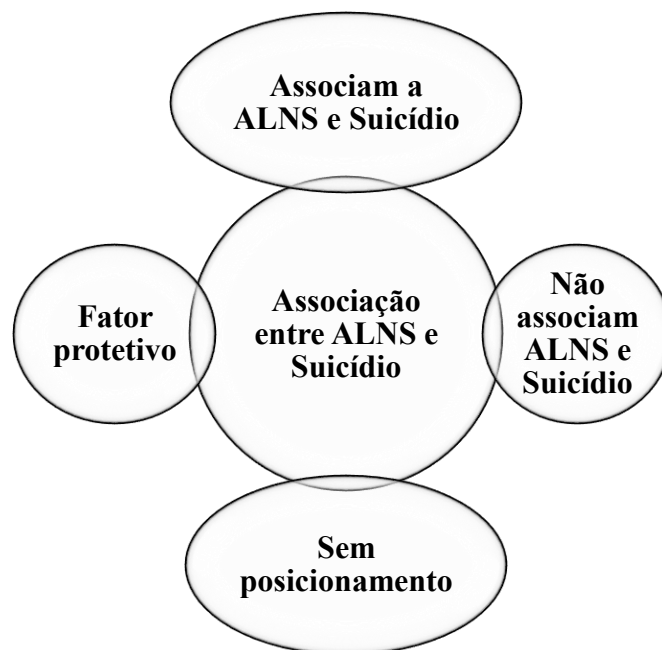 Associam a
ALNS e Suicídio
Fator
protetivo
Associação
entre ALNS e
Suicídio
Não
associam
ALNS e
Suicídio
Sem
posicionamento